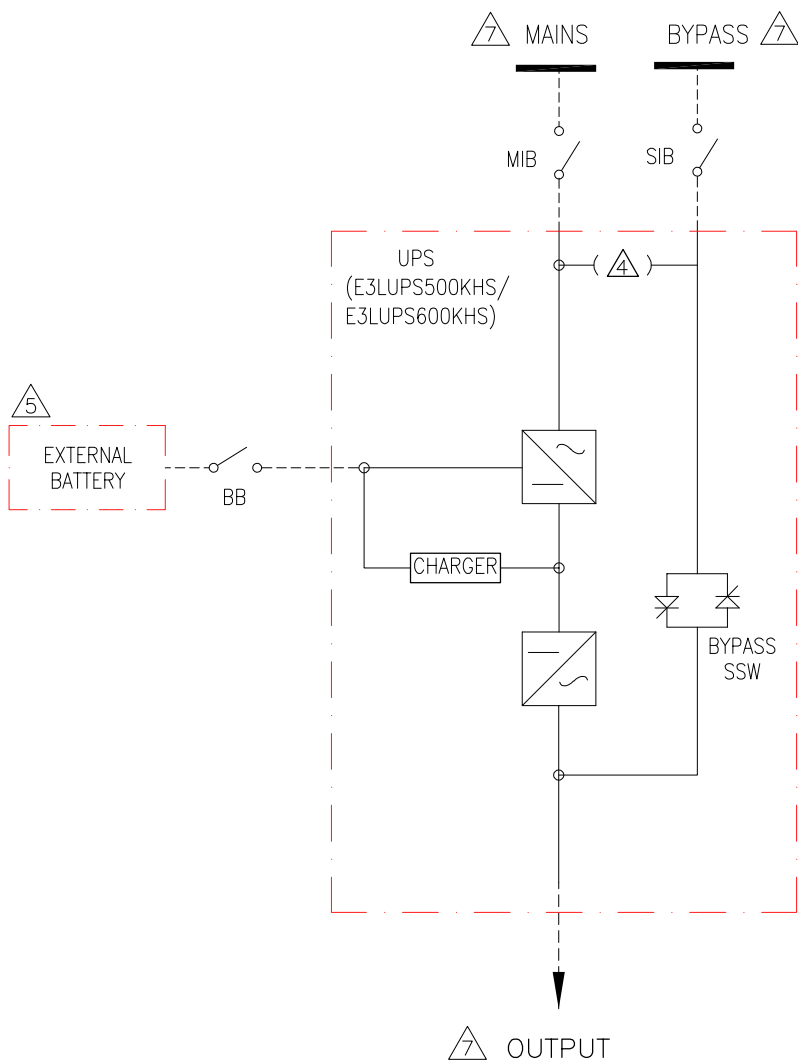 7 MAINS
BYPASS 7
MIB
SIB
UPS
(E3LUPS500KHS/
E3LUPS600KHS)
4
5
EXTERNAL
BATTERY
BB
CHARGER
BYPASS
SSW
7 OUTPUT